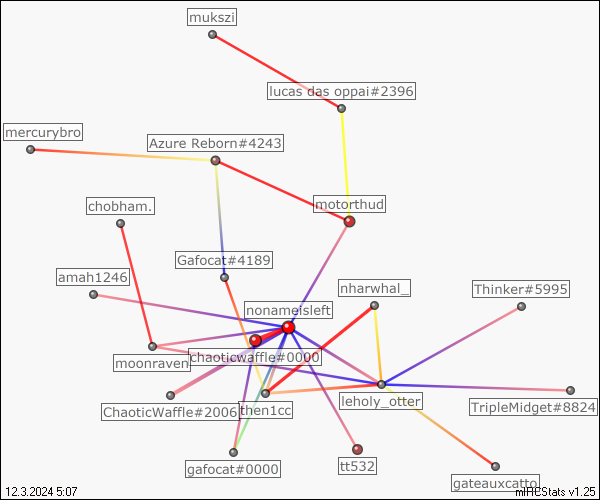 mukszi
lucas das oppai#2396
mercurybro
Azure Reborn#4243
chobham.
motorthud
Gafocat#4189
amah1246
nharwhal_
Thinker#5995
nonameisleft
moonraven
chaoticwaffle#0000
ChaoticWaffle#2006
then1cc
leholy_otter
TripleMidget#8824
gafocat#0000
tt532
gateauxcatto
12.3.2024 5:07
mIRCStats v1.25